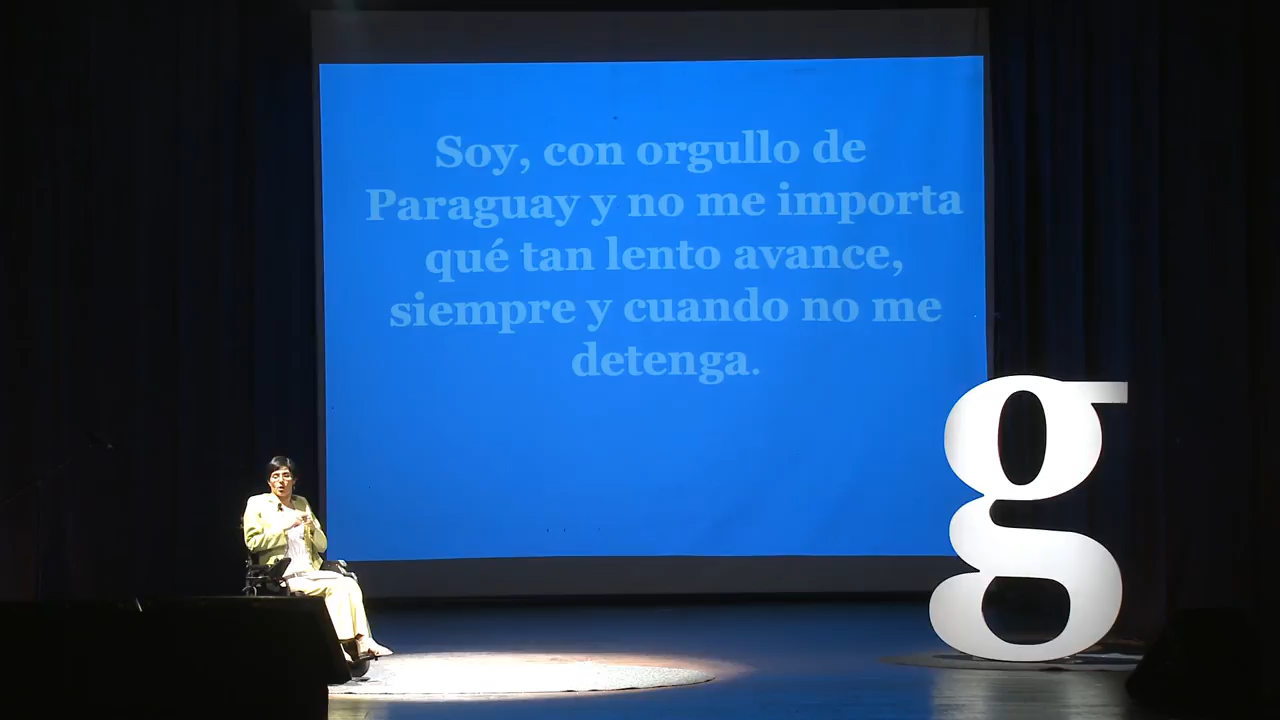 Soy, con orgullo de
Paraguay y no me importa
qué tan lento avance,
siempre y cuando no me
detenga.
g